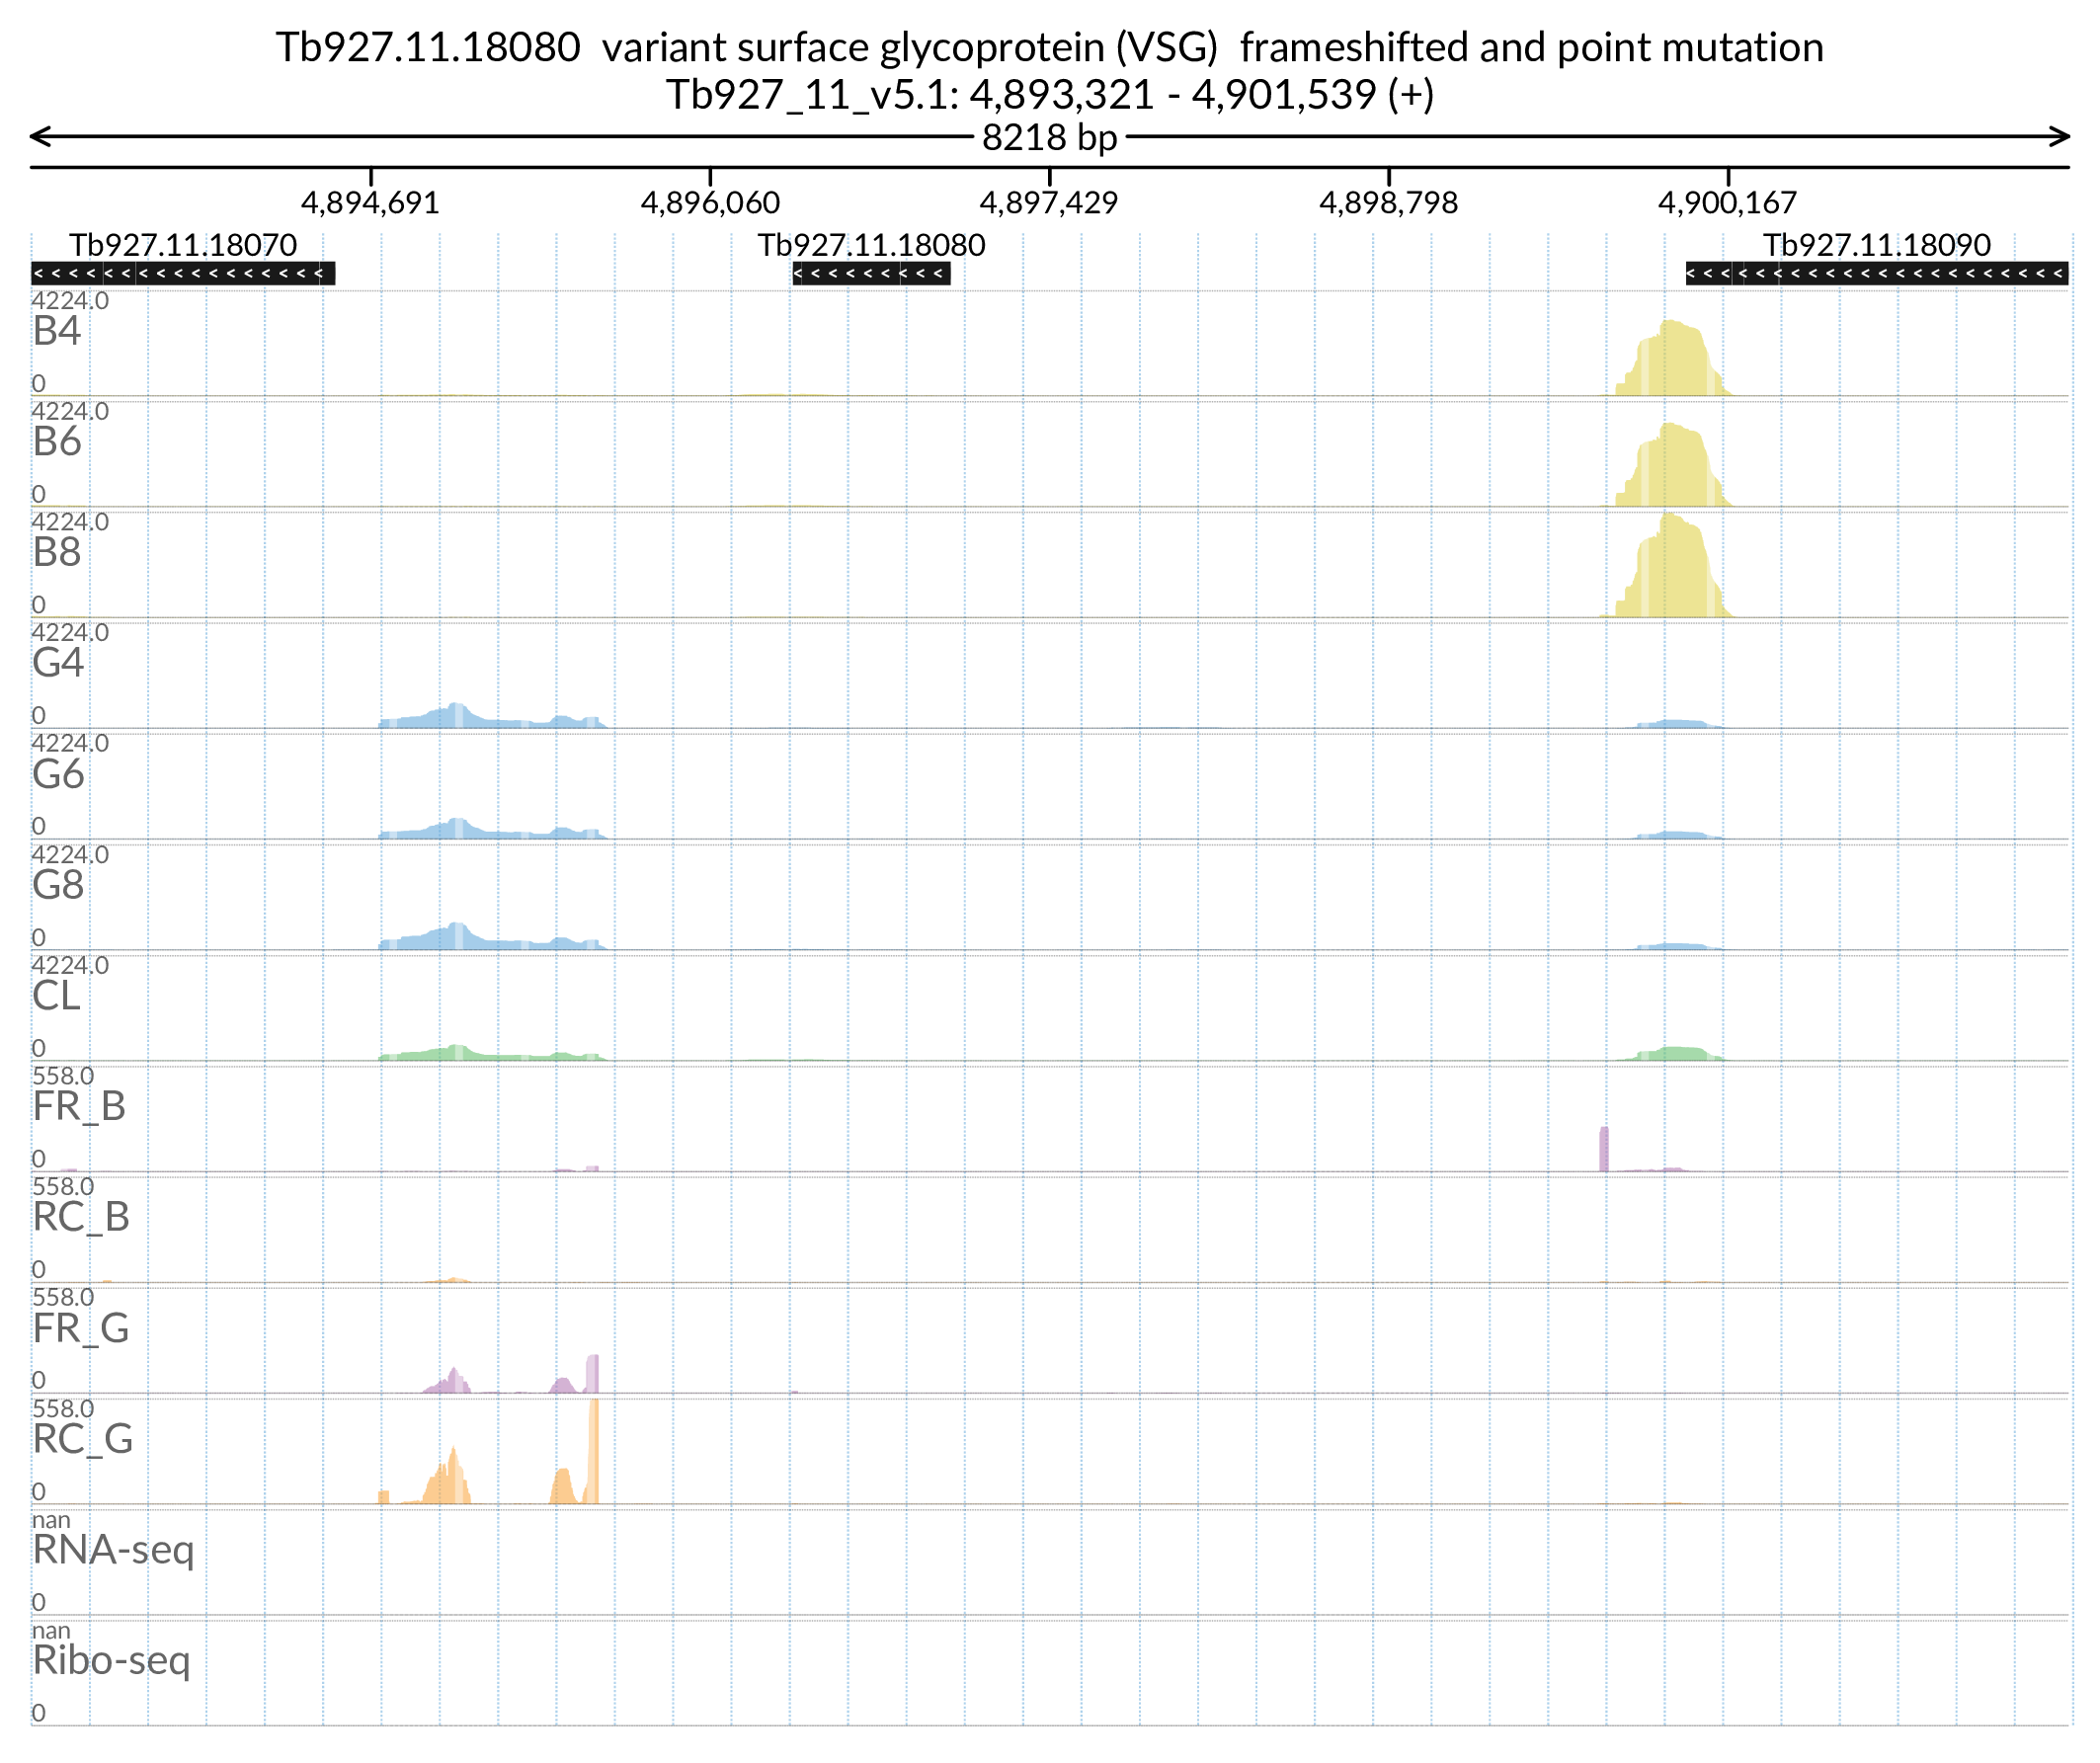 Tb927.11.18080  variant surface glycoprotein (VSG)  frameshifted and point mutation
Tb927_11_v5.1: 4,893,321 - 4,901,539 (+)
8218 bp
4,894,691 4,896,060 4,897,429 4,898,798 4,900,167
Tb927.11.18070 Tb927.11.18080 Tb927.11.18090
4224.0
B4
0
4224.0
B6
0
4224.0
B8
0
4224.0
G4
0
4224.0
G6
0
4224.0
G8
0
4224.0
CL
0
558.0
FR_B
0
558.0
RC_B
0
558.0
FR_G
0
558.0
RC_G
0
nan
RNA-seq
0
nan
Ribo-seq
0